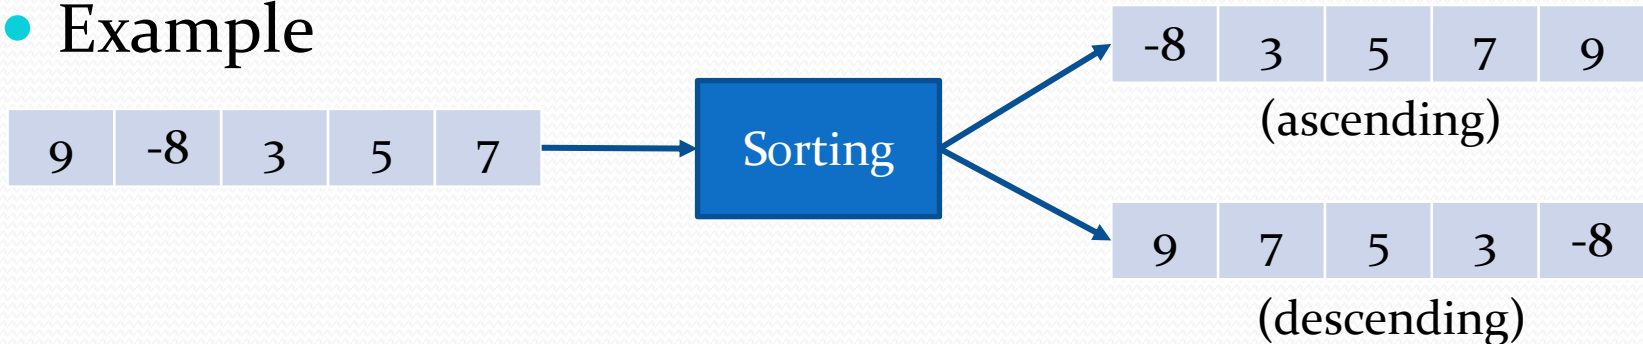 • Example
9 -8 3 5 7
Sorting
-8 3 5 7 9
(ascending)
9 7 5 3 -8
(descending)